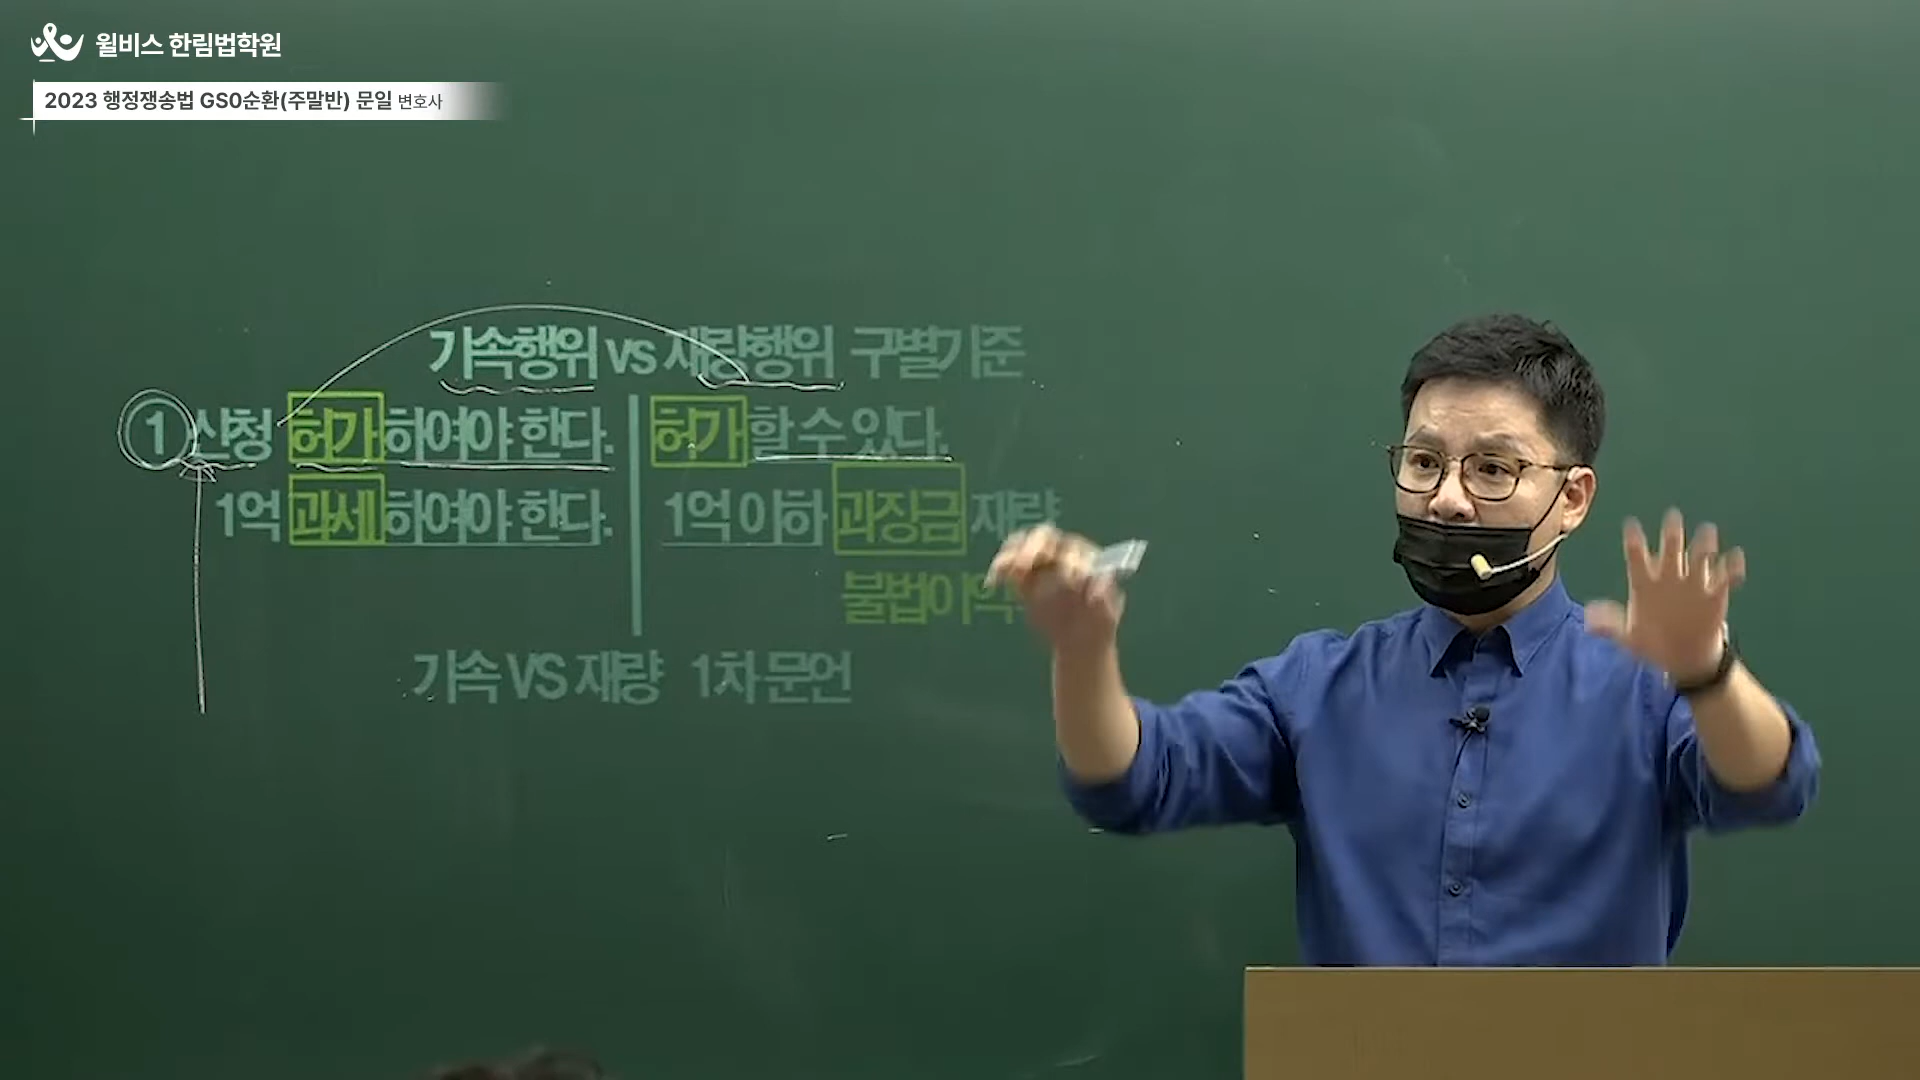 윌비스 한림법학원
2023 행정쟁송법 GS0순환(주말반) 문일 변호사
기속행위 vs 재량행위 구별기준
① 신청 허가 하여야 한다. 허가 할 수 있다.
1억 과세 하여야 한다. 1억 이하 과징금 재량
불법이익
기속 VS 재량 1차 문언